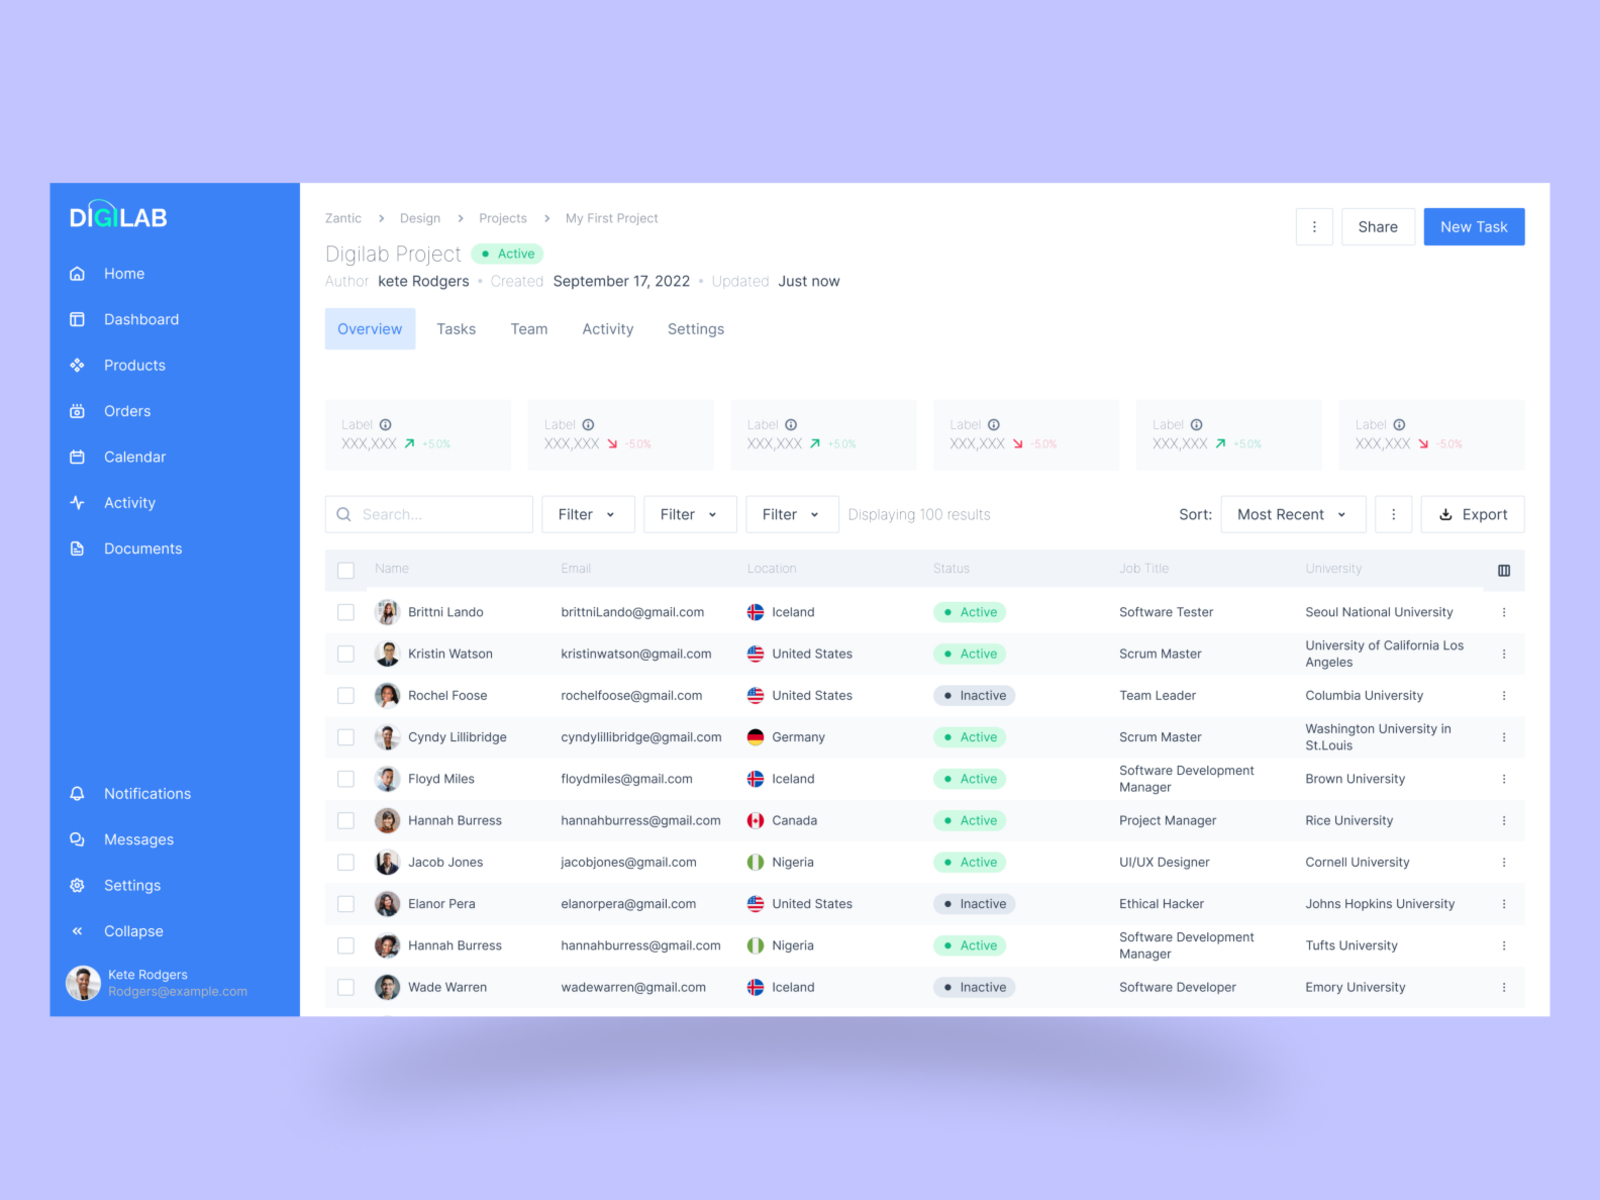 DIGILAB
Home
Dashboard
Products
Orders
Calendar
Activity
Documents
Notifications
Messages
Settings
Collapse
Kete Rodgers
Rodgers@example.com
Zantic > Design > Projects > My First Project
Share
New Task
Digilab Project Active
Author kete Rodgers • Created September 17, 2022 • Updated Just now
Overview Tasks Team Activity Settings
Label Label Label Label Label Label
XXX,XXX +5.0% XXX,XXX -5.0% XXX,XXX +5.0% XXX,XXX -5.0% XXX,XXX +5.0% XXX,XXX -5.0%
Search... Filter Filter Filter Displaying 100 results Sort: Most Recent Export
Name Email Location Status Job Title University
Brittni Lando brittniLando@gmail.com Iceland Active Software Tester Seoul National University
Kristin Watson kristinwatson@gmail.com United States Active Scrum Master University of California Los
Angeles
Rochel Foose rochelfoose@gmail.com United States Inactive Team Leader Columbia University
Cyndy Lillibridge cyndylillibridge@gmail.com Germany Active Scrum Master Washington University in
St.Louis
Floyd Miles floydmiles@gmail.com Iceland Active Software Development
Manager Brown University
Hannah Burress hannahburress@gmail.com Canada Active Project Manager Rice University
Jacob Jones jacobjones@gmail.com Nigeria Active UI/UX Designer Cornell University
Elanor Pera elanorpera@gmail.com United States Inactive Ethical Hacker Johns Hopkins University
Hannah Burress hannahburress@gmail.com Nigeria Active Software Development
Manager Tufts University
Wade Warren wadewarren@gmail.com Iceland Inactive Software Developer Emory University